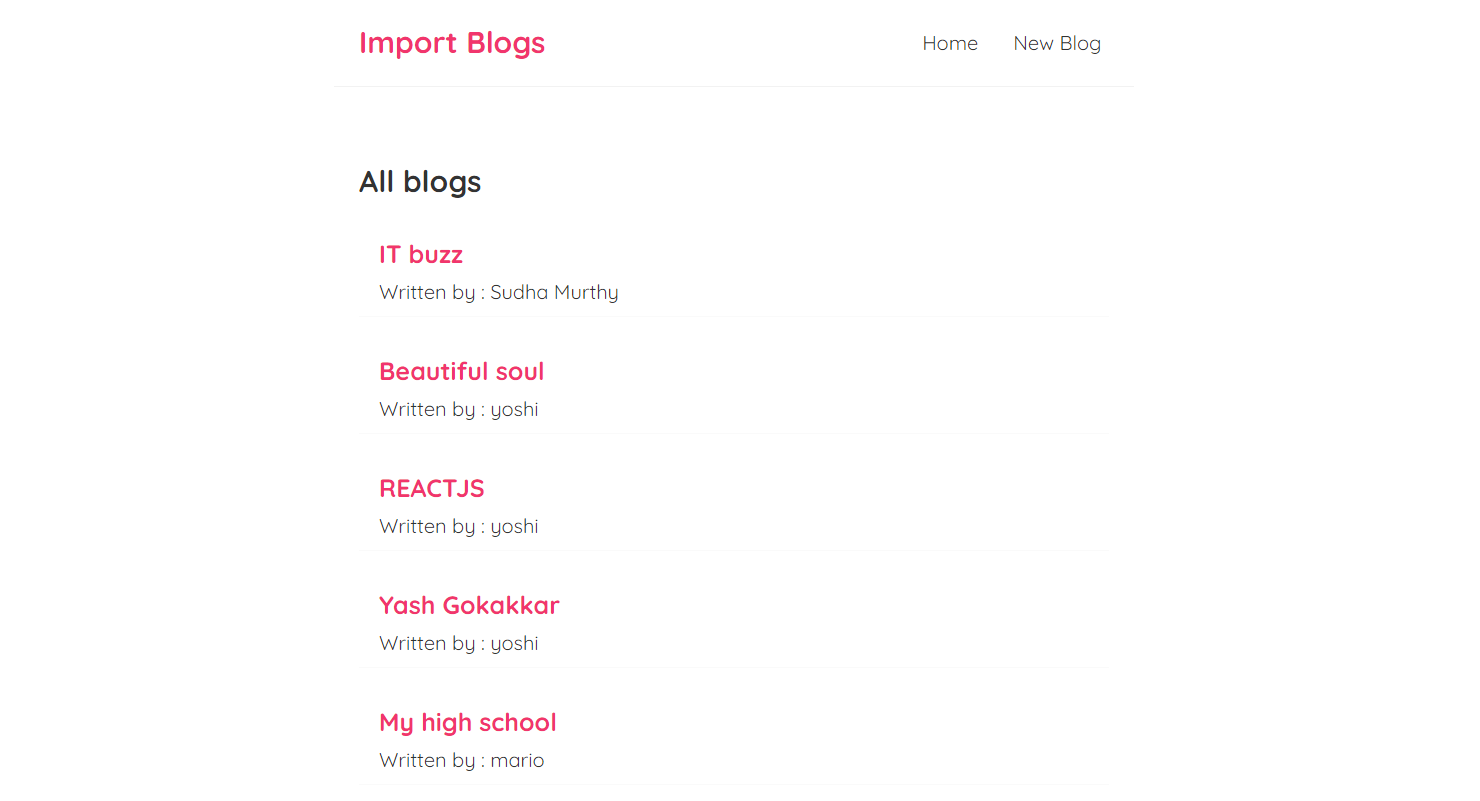 Import Blogs
Home
New Blog
All blogs
IT buzz
Written by : Sudha Murthy
Beautiful soul
Written by : yoshi
REACTJS
Written by : yoshi
Yash Gokakkar
Written by : yoshi
My high school
Written by : mario